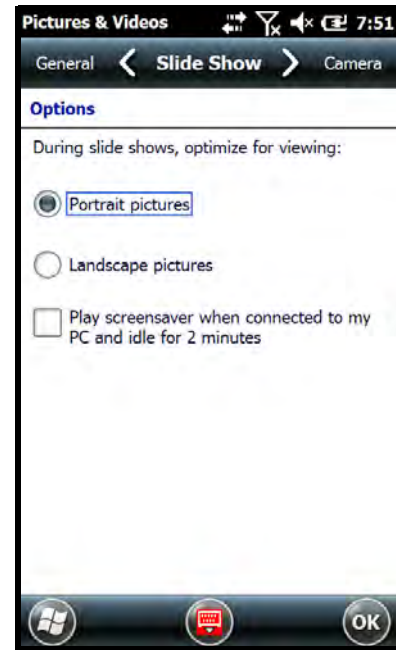 Pictures & Videos 7:51
General Slide Show Camera
Options
During slide shows, optimize for viewing:
Portrait pictures
Landscape pictures
Play screensaver when connected to my
PC and idle for 2 minutes
OK